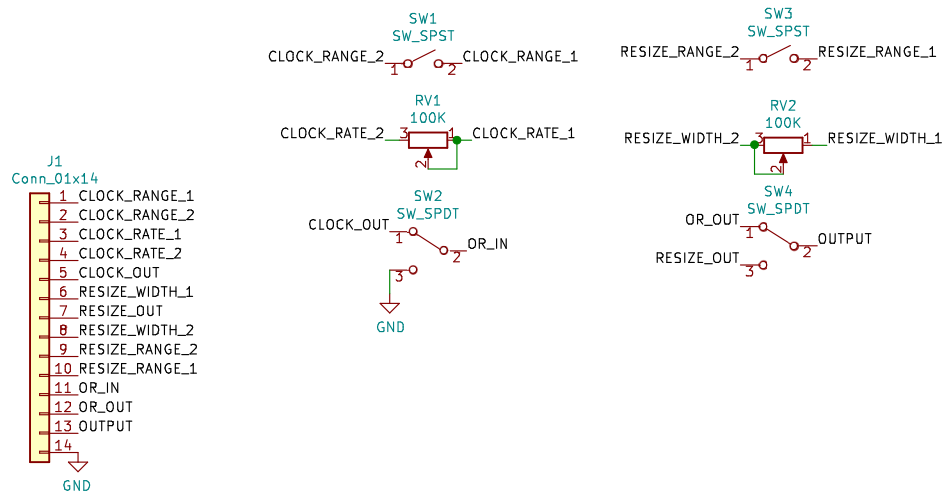 SW1
SW_SPST
CLOCK_RANGE_2
1
2
CLOCK_RANGE_1
SW3
SW_SPST
RESIZE_RANGE_2
1
2
RESIZE_RANGE_1
RV1
100K
CLOCK_RATE_2
3
1
2
CLOCK_RATE_1
RV2
100K
RESIZE_WIDTH_2
3
1
2
RESIZE_WIDTH_1
SW2
SW_SPDT
CLOCK_OUT
1
2
OR_IN
3
GND
SW4
SW_SPDT
OR_OUT
1
2
OUTPUT
RESIZE_OUT
3
J1
Conn_01x14
1 CLOCK_RANGE_1
2 CLOCK_RANGE_2
3 CLOCK_RATE_1
4 CLOCK_RATE_2
5 CLOCK_OUT
6 RESIZE_WIDTH_1
7 RESIZE_OUT
8 RESIZE_WIDTH_2
9 RESIZE_RANGE_2
10 RESIZE_RANGE_1
11 OR_IN
12 OR_OUT
13 OUTPUT
14
GND